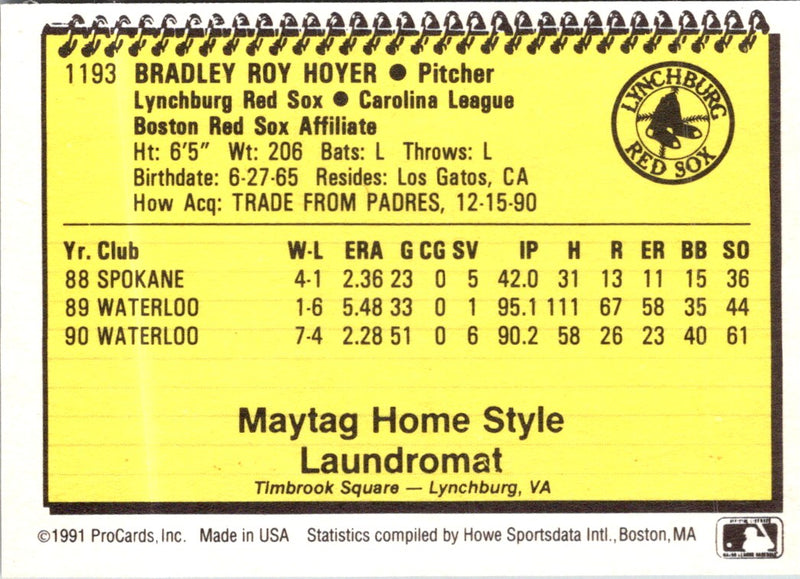 1193 BRADLEY ROY HOYER ● Pitcher
Lynchburg Red Sox ● Carolina League
Boston Red Sox Affiliate
Ht: 6'5" Wt: 206 Bats: L Throws: L
Birthdate: 6-27-65 Resides: Los Gatos, CA
How Acq: TRADE FROM PADRES, 12-15-90
LYNCHBURG
RED SOX
Yr. Club W-L ERA G CG SV IP H R ER BB SO
88 SPOKANE 4-1 2.36 23 0 5 42.0 31 13 11 15 36
89 WATERLOO 1-6 5.48 33 0 1 95.1 111 67 58 35 44
90 WATERLOO 7-4 2.28 51 0 6 90.2 58 26 23 40 61
Maytag Home Style
Laundromat
Timbrook Square — Lynchburg, VA
©1991 ProCards, Inc. Made in USA Statistics compiled by Howe Sportsdata Intl., Boston, MA